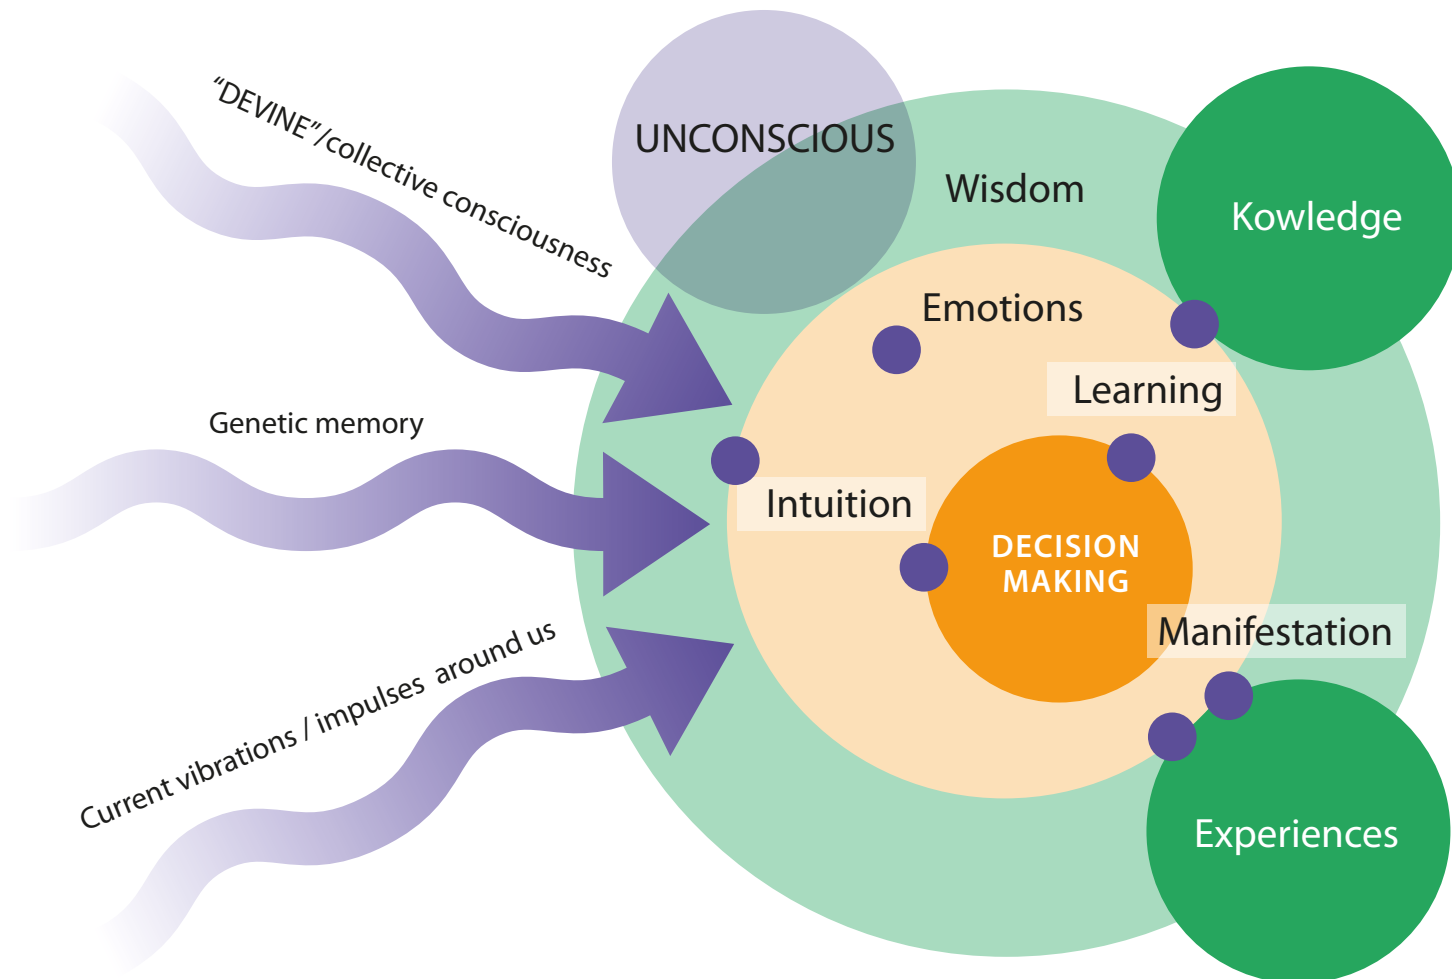 "DEVINE"/collective consciousness
UNCONSCIOUS
Wisdom
Kowledge
Emotions
Learning
Genetic memory
Intuition
DECISION
MAKING
Manifestation
Current vibrations / impulses around us
Experiences